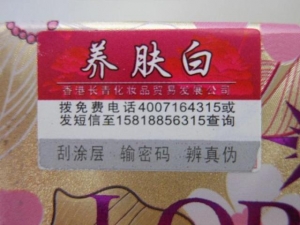 养肤白
香港长青化妆品贸易发展公司
拨免费电话4007164315或
发短信至15818856315查询
刮涂层 输密码 辨真伪